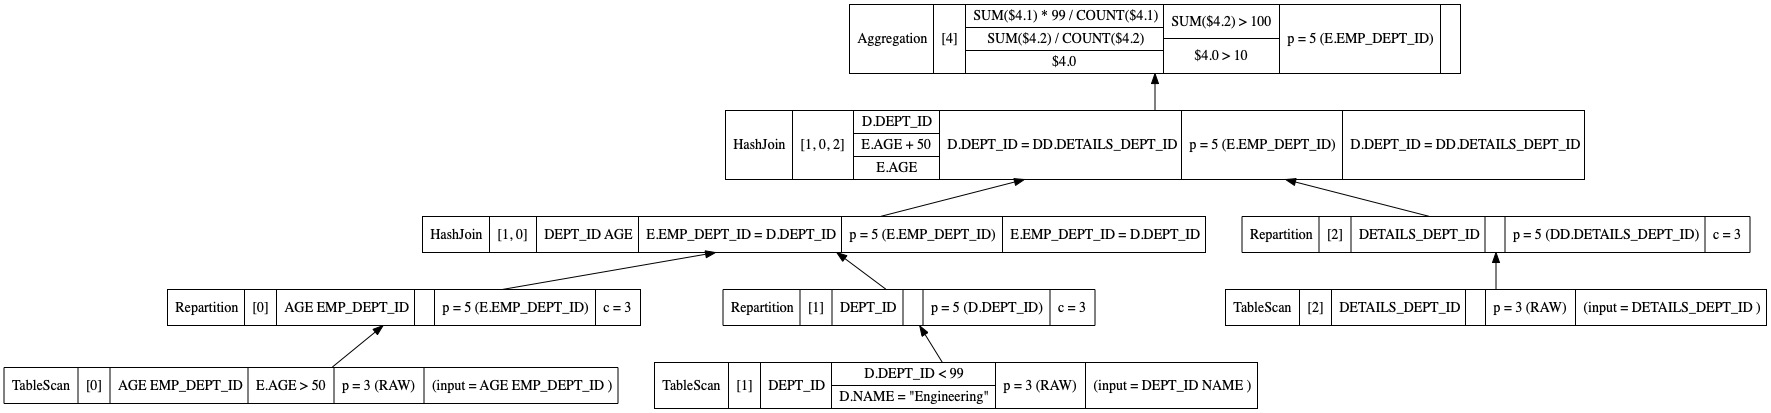 Aggregation [4] SUM($4.1) * 99 / COUNT($4.1)
SUM($4.2) / COUNT($4.2)
$4.0
SUM($4.2) > 100
$4.0 > 10
p = 5 (E.EMP_DEPT_ID)
HashJoin [1, 0, 2] D.DEPT_ID
E.AGE + 50
E.AGE
D.DEPT_ID = DD.DETAILS_DEPT_ID p = 5 (E.EMP_DEPT_ID) D.DEPT_ID = DD.DETAILS_DEPT_ID
HashJoin [1, 0] DEPT_ID AGE E.EMP_DEPT_ID = D.DEPT_ID p = 5 (E.EMP_DEPT_ID) E.EMP_DEPT_ID = D.DEPT_ID
Repartition [2] DETAILS_DEPT_ID p = 5 (DD.DETAILS_DEPT_ID) c = 3
Repartition [0] AGE EMP_DEPT_ID p = 5 (E.EMP_DEPT_ID) c = 3
Repartition [1] DEPT_ID p = 5 (D.DEPT_ID) c = 3
TableScan [2] DETAILS_DEPT_ID p = 3 (RAW) (input = DETAILS_DEPT_ID )
TableScan [0] AGE EMP_DEPT_ID E.AGE > 50 p = 3 (RAW) (input = AGE EMP_DEPT_ID )
TableScan [1] DEPT_ID D.DEPT_ID < 99
D.NAME = "Engineering"
p = 3 (RAW) (input = DEPT_ID NAME )